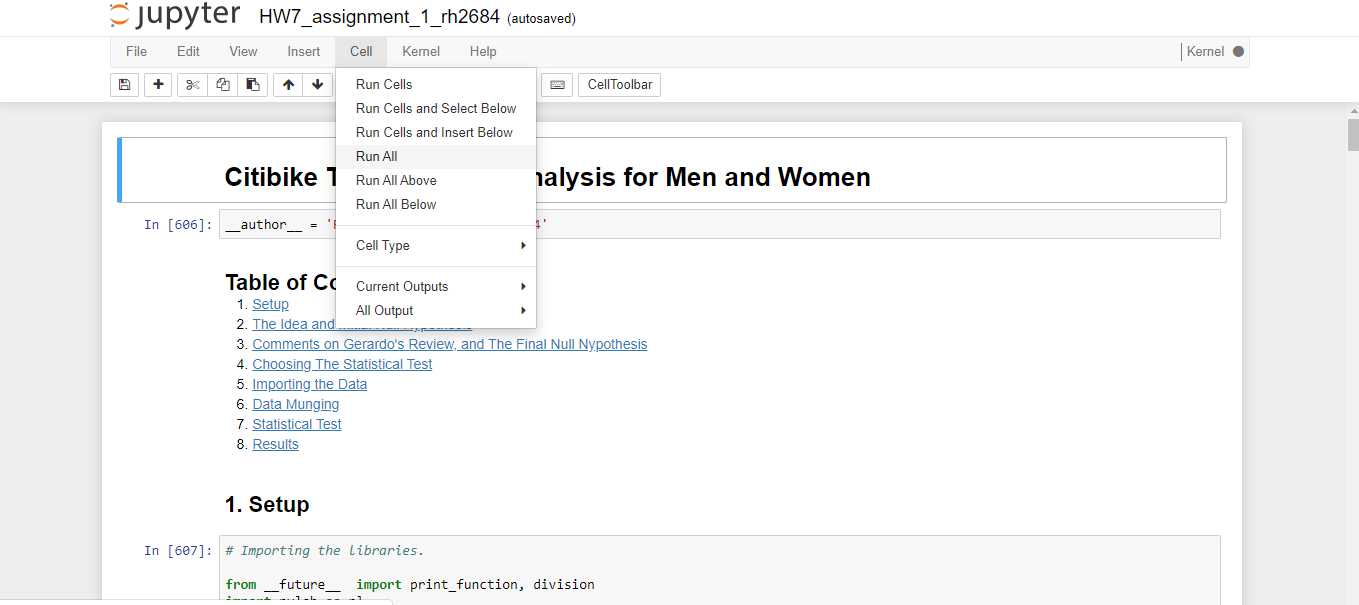 jupyter HW7_assignment_1_rh2684 (autosaved)
File Edit View Insert Cell Kernel Help Kernel
CellToolbar
Run Cells
Run Cells and Select Below
Run Cells and Insert Below
Run All
Run All Above
Run All Below
Cell Type
Current Outputs
All Output
Citibike T nalysis for Men and Women
In [606]: __author__ = ' 4'
Table of Co
1. Setup
2. The Idea and Initial Null Hypothesis
3. Comments on Gerardo's Review, and The Final Null Nypothesis
4. Choosing The Statistical Test
5. Importing the Data
6. Data Munging
7. Statistical Test
8. Results
1. Setup
In [607]: # Importing the libraries.
from __future__ import print_function, division